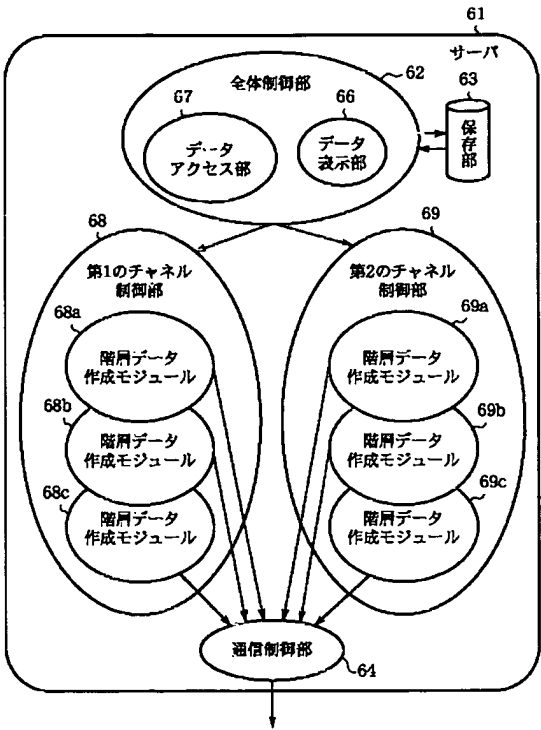 61
サーバ
全体制御部
62
63
67
66
データ
アクセス部
データ
表示部
保存部
68
69
第1のチャネル
制御部
第2のチャネル
制御部
68a
69a
階層データ
作成モジュール
階層データ
作成モジュール
68b
69b
階層データ
作成モジュール
階層データ
作成モジュール
68c
69c
階層データ
作成モジュール
階層データ
作成モジュール
通信制御部
64